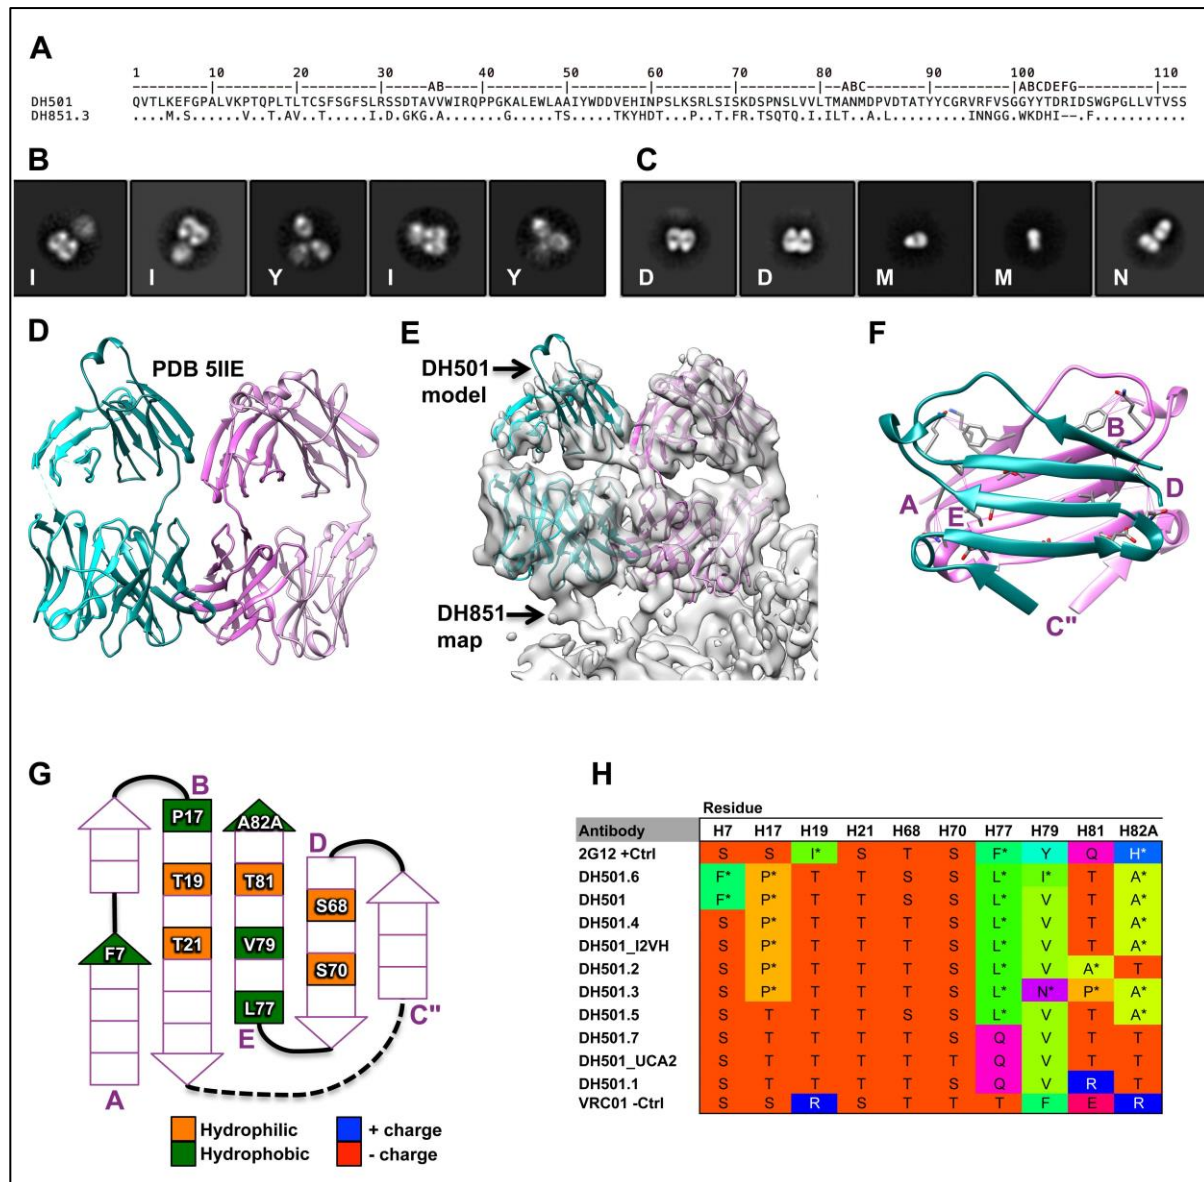 A
1 10 20 30 40 50 60 70 80 90 100 110
----------------------------------AB---------------------------------------------ABC----------------ABCDEFG-------------
DH501 QVTLKEFGPALVKPTQPLTLTCSFSGFSLRSSDTAVVWIRQPPGKALEWLAAIYWDDVEHINPSLKSRLSISKDSPNSLVVLTMANMDPVDTATYYCGRVRFVSGGYYTDRIDSWGPGLLVTVSS
DH851.3 ....M.S......V..T.AV..T.....I.D.GKG.A.......G.....TS.....TKYHDT...P..T.FR.TSQTQ.I.ILT..A..L.........INNGG.WKDHI--.F..........
B
I
I
Y
I
Y
C
D
D
M
M
N
D
PDB 5IIE
E
DH501
model
DH851
map
F
B
A
E
D
C"
G
B
P17
A82A
D
T19
T81
S68
F7
T21
V79
S70
L77
E
C"
A
Hydrophilic
+ charge
Hydrophobic
- charge
H
Residue
Antibody H7 H17 H19 H21 H68 H70 H77 H79 H81 H82A
2G12 +Ctrl S S I* S T S F* Y Q H*
DH501.6 F* P* T T S S L* I* T A*
DH501 F* P* T T S S L* V T A*
DH501.4 S P* T T T S L* V T A*
DH501_I2VH S P* T T T S L* V T A*
DH501.2 S P* T T T S L* V A* T
DH501.3 S P* T T T S L* N* P* A*
DH501.5 S T T T S S L* V T A*
DH501.7 S T T T T S Q V T T
DH501_UCA2 S T T T T T Q V T T
DH501.1 S T T T T S Q V R T
VRC01 -Ctrl S S R S T T T F E R